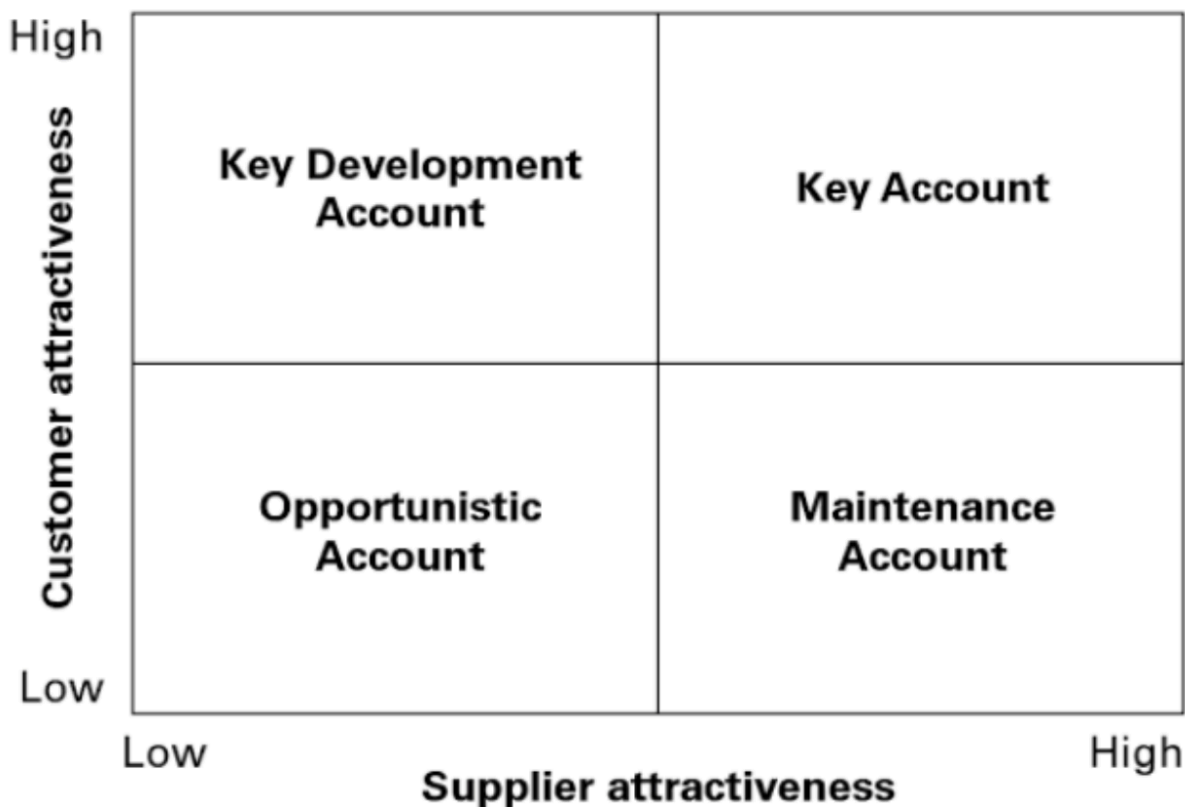 High
Customer attractiveness
Key Development
Account
Key Account
Opportunistic
Account
Maintenance
Account
Low
Low
High
Supplier attractiveness